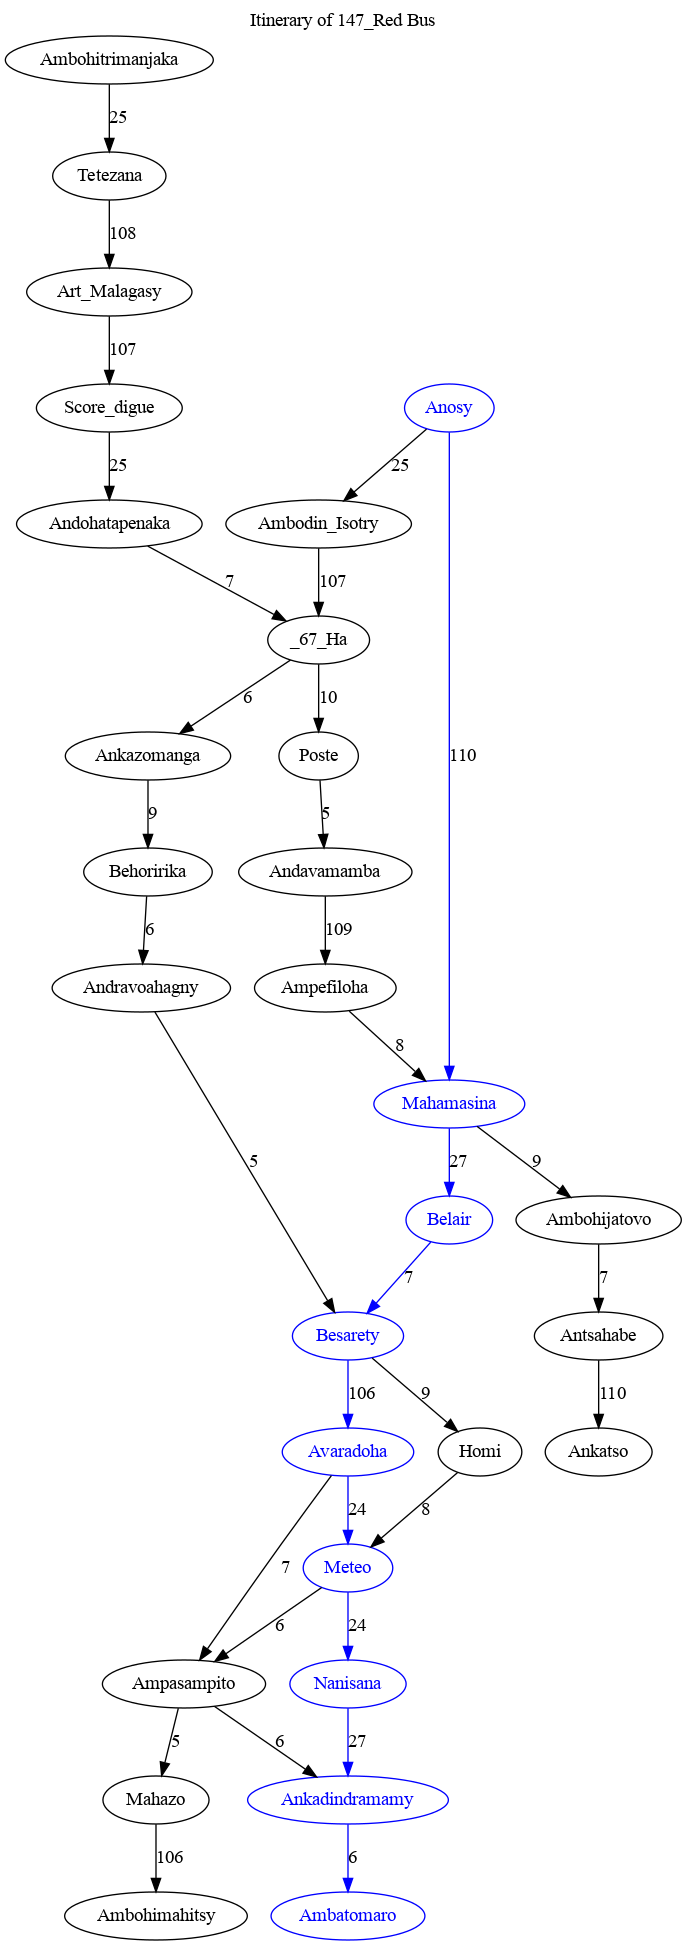 Itinerary of 147_Red Bus
Ambohitrimanjaka
25
Tetezana
108
Art_Malagasy
107
Score_digue
Anosy
25
25
Andohatapenaka
Ambodin_Isotry
7
107
_67_Ha
6
10
Ankazomanga
Poste
110
9
5
Behoririka
Andavamamba
6
109
Andravoahagny
Ampefiloha
8
Mahamasina
5
27
9
Belair
Ambohijatovo
7
7
Besarety
Antsahabe
106
9
110
Avaradoha
Homi
Ankatso
24
8
7
Meteo
6
24
Ampasampito
Nanisana
5
6
27
Mahazo
Ankadindramamy
106
6
Ambohimahitsy
Ambatomaro